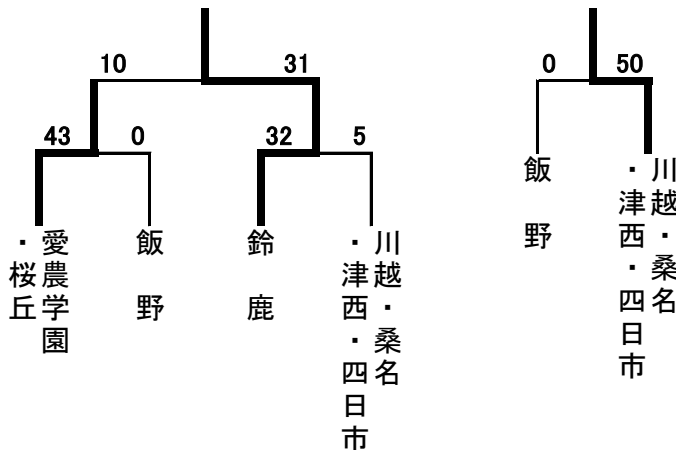 10 31
0 50
43 0 32 5
愛農学園
・桜丘
飯野
鈴鹿
川越・桑名
・津西・四日市
飯野
川越・桑名
・津西・四日市